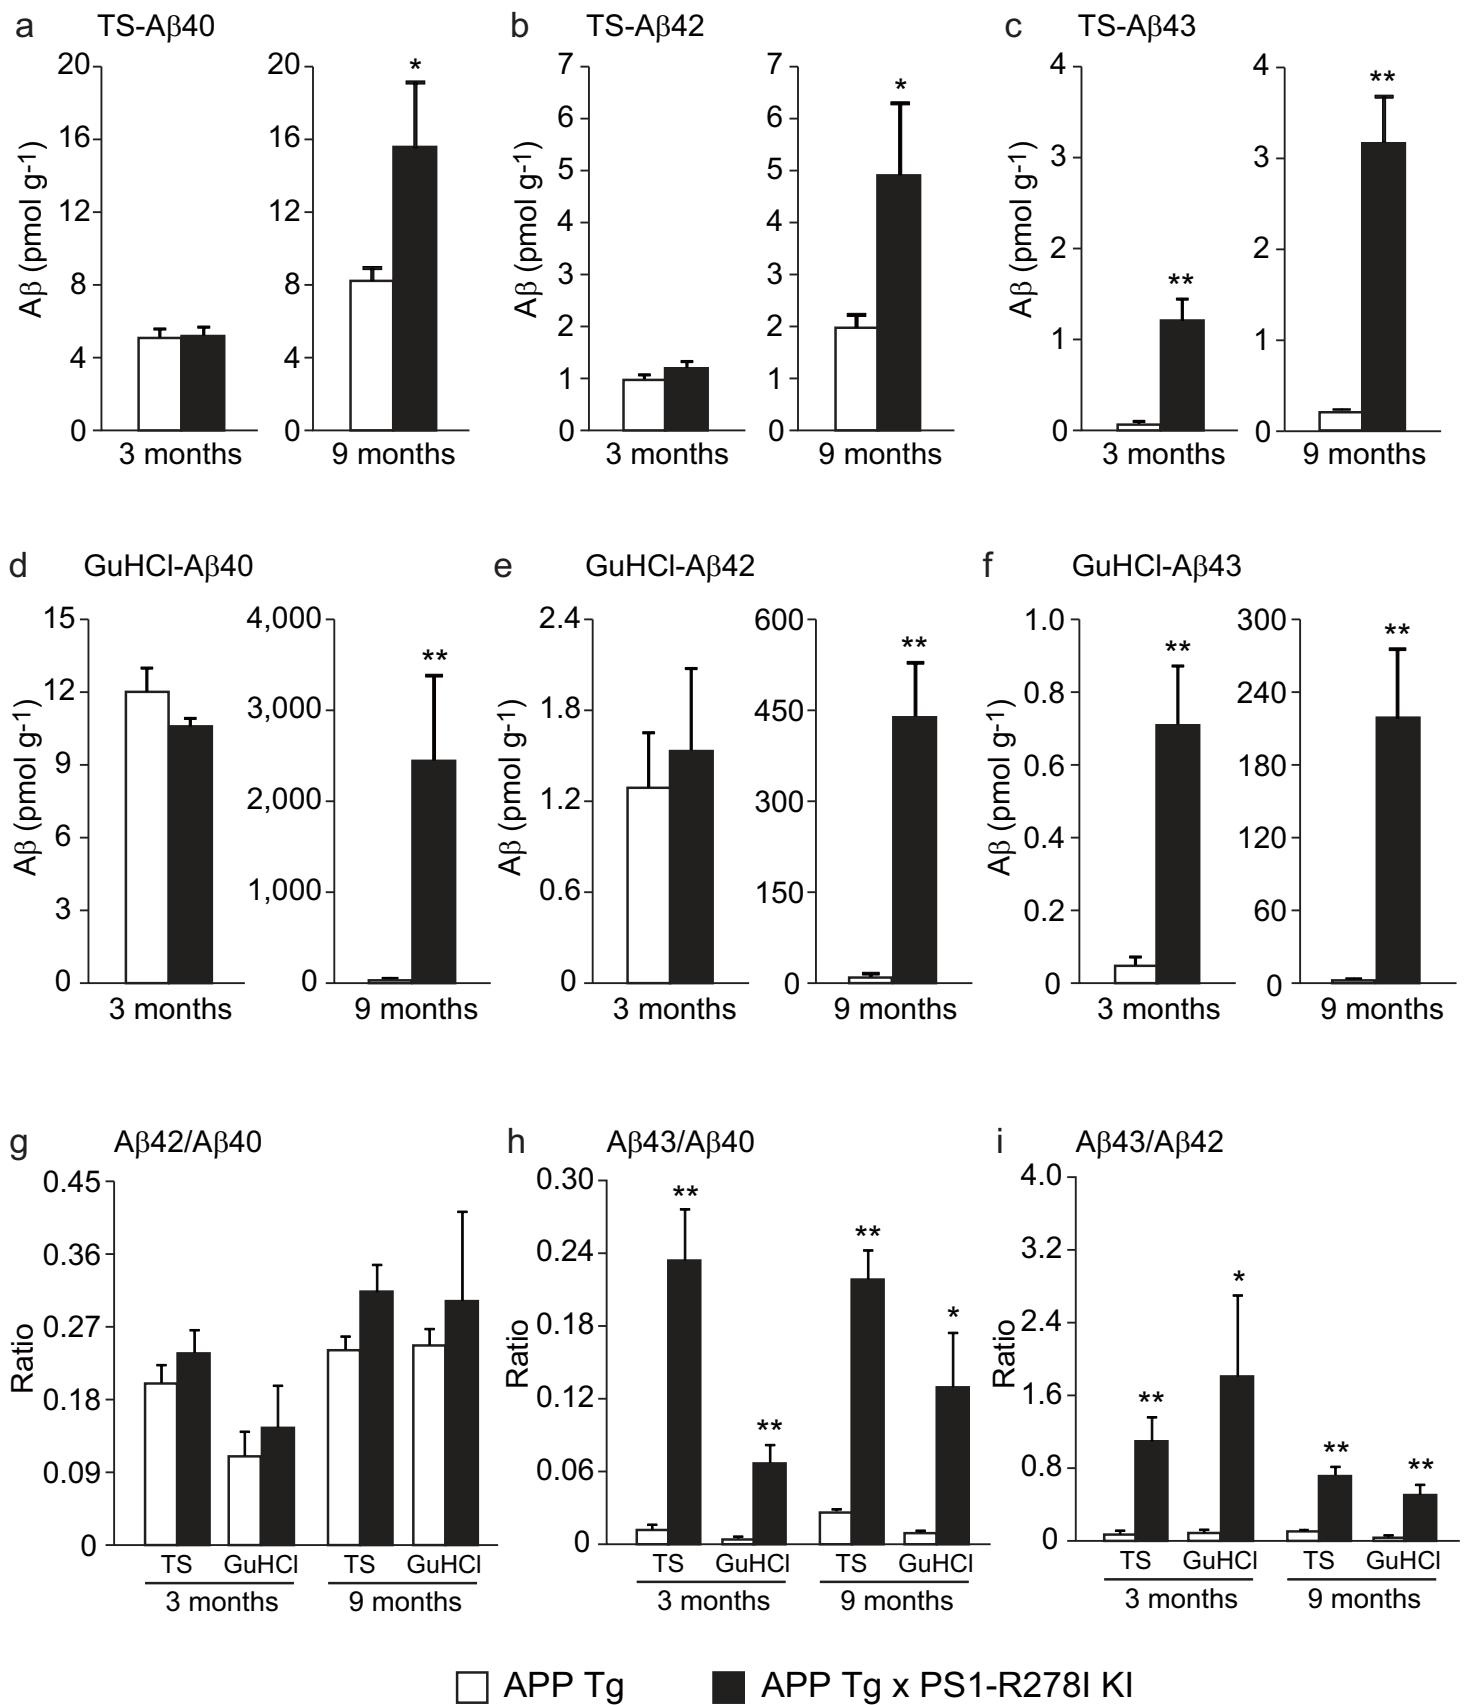 a TS-Aβ40
20
16
12
8
4
0
Aβ (pmol g-1)
3 months
20
16
12
8
4
0
*
9 months
b TS-Aβ42
7
6
5
4
3
2
1
0
Aβ (pmol g-1)
3 months
7
6
5
4
3
2
1
0
*
9 months
c TS-Aβ43
4
3
2
1
0
Aβ (pmol g-1)
**
3 months
4
3
2
1
0
**
9 months
d GuHCl-Aβ40
15
12
9
6
3
0
Aβ (pmol g-1)
3 months
4,000
3,000
2,000
1,000
0
**
9 months
e GuHCl-Aβ42
2.4
1.8
1.2
0.6
0
Aβ (pmol g-1)
3 months
600
450
300
150
0
**
9 months
f GuHCl-Aβ43
1.0
0.8
0.6
0.4
0.2
0
Aβ (pmol g-1)
**
3 months
300
240
180
120
60
0
**
9 months
g Aβ42/Aβ40
0.45
0.36
0.27
0.18
0.09
0
Ratio
TS GuHCl TS GuHCl
3 months 9 months
h Aβ43/Aβ40
0.30
0.24
0.18
0.12
0.06
0
Ratio
** ** ** *
TS GuHCl TS GuHCl
3 months 9 months
i Aβ43/Aβ42
4.0
3.2
2.4
1.6
0.8
0
Ratio
** * ** **
TS GuHCl TS GuHCl
3 months 9 months
APP Tg APP Tg x PS1-R278I KI